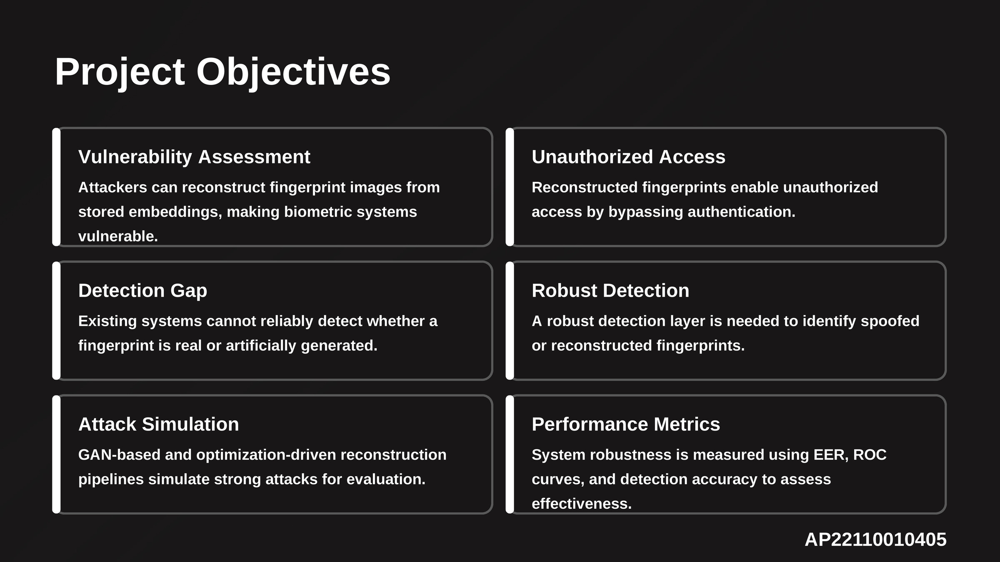 Project Objectives
Vulnerability Assessment
Attackers can reconstruct fingerprint images from
stored embeddings, making biometric systems
vulnerable.
Unauthorized Access
Reconstructed fingerprints enable unauthorized
access by bypassing authentication.
Detection Gap
Existing systems cannot reliably detect whether a
fingerprint is real or artificially generated.
Robust Detection
A robust detection layer is needed to identify spoofed
or reconstructed fingerprints.
Attack Simulation
GAN-based and optimization-driven reconstruction
pipelines simulate strong attacks for evaluation.
Performance Metrics
System robustness is measured using EER, ROC
curves, and detection accuracy to assess
effectiveness.
AP22110010405